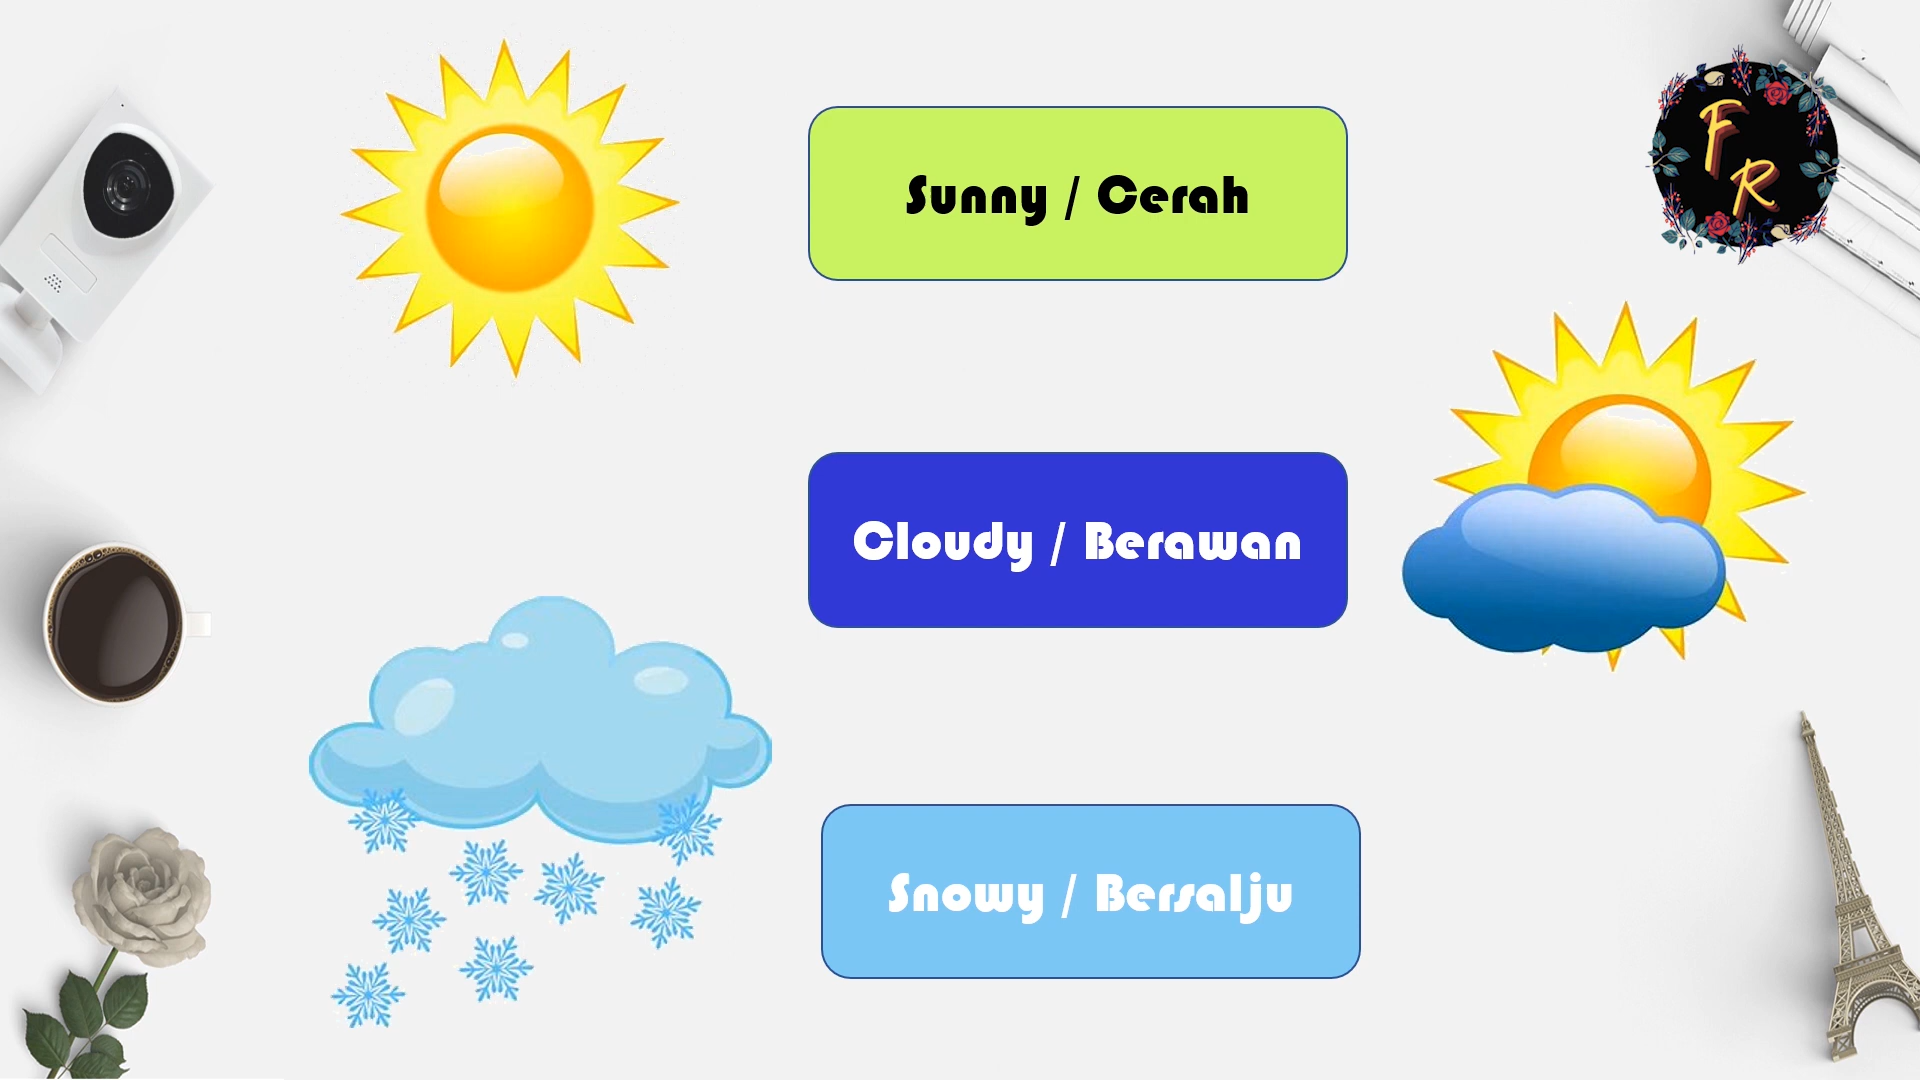 Sunny / Cerah
F
R
Cloudy / Berawan
Snowy / Bersalju